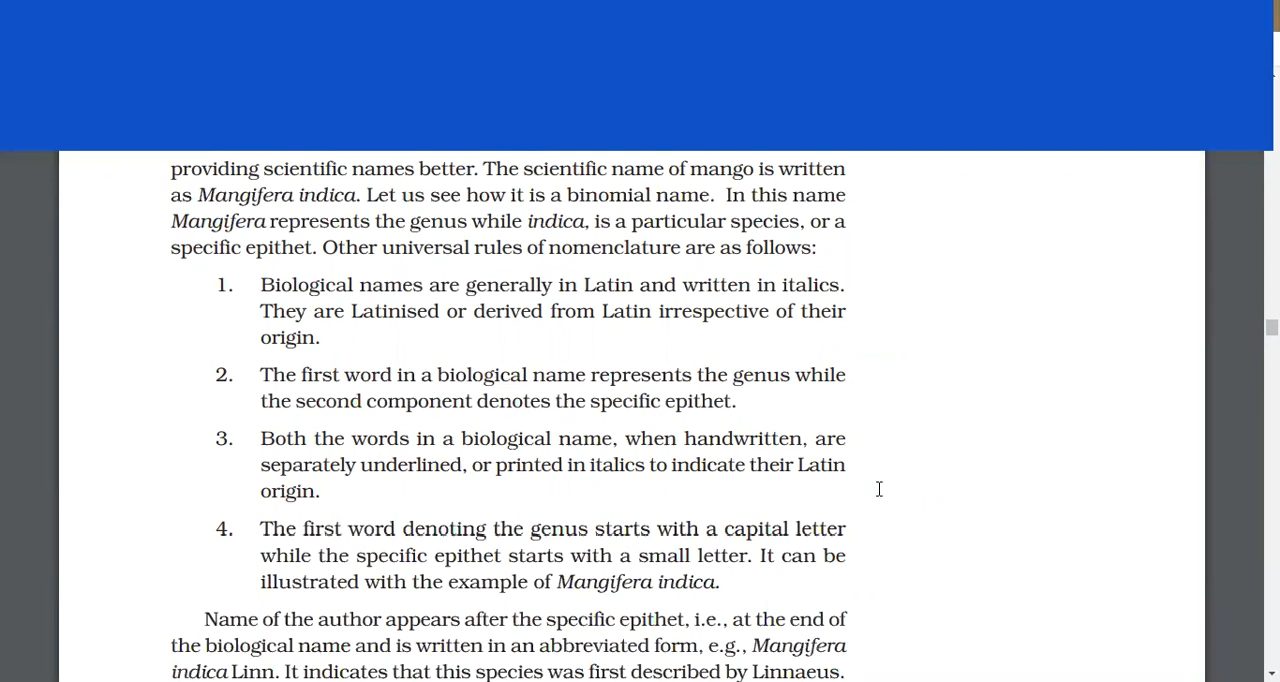 providing scientific names better. The scientific name of mango is written
as Mangifera indica. Let us see how it is a binomial name. In this name
Mangifera represents the genus while indica, is a particular species, or a
specific epithet. Other universal rules of nomenclature are as follows:
1. Biological names are generally in Latin and written in italics.
They are Latinised or derived from Latin irrespective of their
origin.
2. The first word in a biological name represents the genus while
the second component denotes the specific epithet.
3. Both the words in a biological name, when handwritten, are
separately underlined, or printed in italics to indicate their Latin
origin.
4. The first word denoting the genus starts with a capital letter
while the specific epithet starts with a small letter. It can be
illustrated with the example of Mangifera indica.
Name of the author appears after the specific epithet, i.e., at the end of
the biological name and is written in an abbreviated form, e.g., Mangifera
indica Linn. It indicates that this species was first described by Linnaeus.